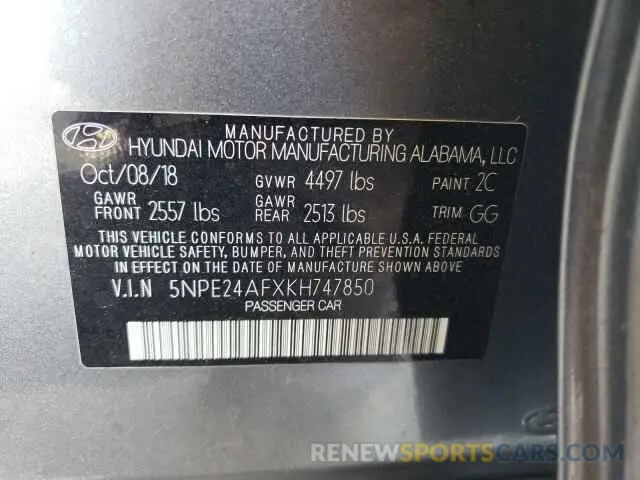 MANUFACTURED BY
HYUNDAI MOTOR MANUFACTURING ALABAMA, LLC
Oct/08/18 GVWR 4497 lbs PAINT 2C
GAWR FRONT 2557 lbs GAWR REAR 2513 lbs TRIM GG
THIS VEHICLE CONFORMS TO ALL APPLICABLE U.S.A. FEDERAL
MOTOR VEHICLE SAFETY, BUMPER, AND THEFT PREVENTION STANDARDS
IN EFFECT ON THE DATE OF MANUFACTURE SHOWN ABOVE.
V.I.N 5NPE24AFXKH747850
PASSENGER CAR
RENEWSPORTSCARS.COM